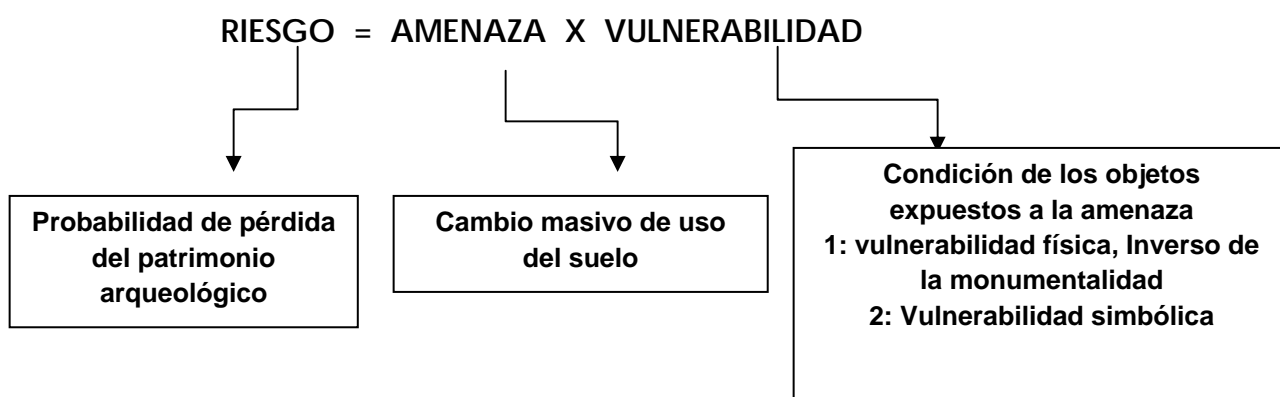 RIESGO = AMENAZA X VULNERABILIDAD
Probabilidad de pérdida
del patrimonio
arqueológico
Cambio masivo de uso
del suelo
Condición de los objetos
expuestos a la amenaza
1: vulnerabilidad física, Inverso de
la monumentalidad
2: Vulnerabilidad simbólica